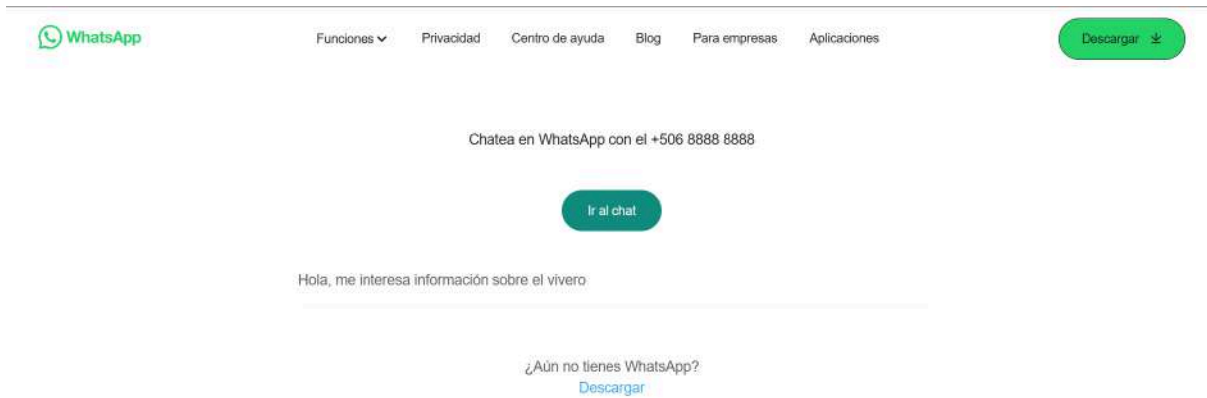 WhatsApp Funciones Privacidad Centro de ayuda Blog Para empresas Aplicaciones Descargar
Chatea en WhatsApp con el +506 8888 8888
Ir al chat
Hola, me interesa información sobre el vivero
¿Aún no tienes WhatsApp?
Descargar